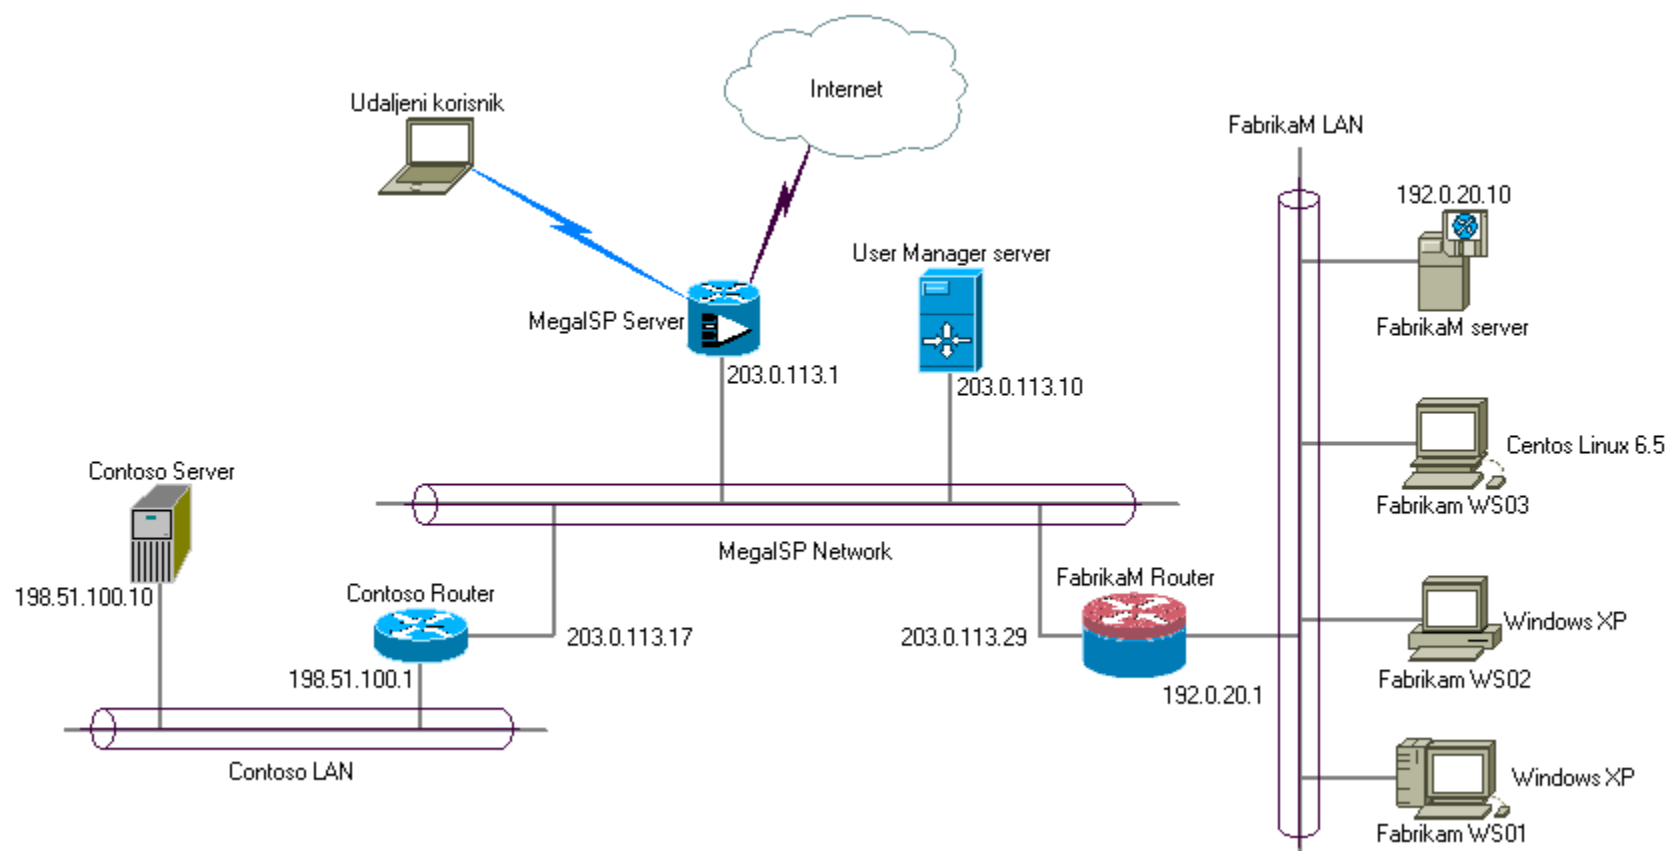 Internet
Udaljeni korisnik
FabrikaM LAN
192.0.20.10
User Manager server
MegaISP Server
FabrikaM server
203.0.113.1
203.0.113.10
Centos Linux 6.5
Contoso Server
Fabrikam WS03
MegaISP Network
FabrikaM Router
198.51.100.10
Contoso Router
203.0.113.17
203.0.113.29
Windows XP
198.51.100.1
192.0.20.1
Fabrikam WS02
Contoso LAN
Windows XP
Fabrikam WS01